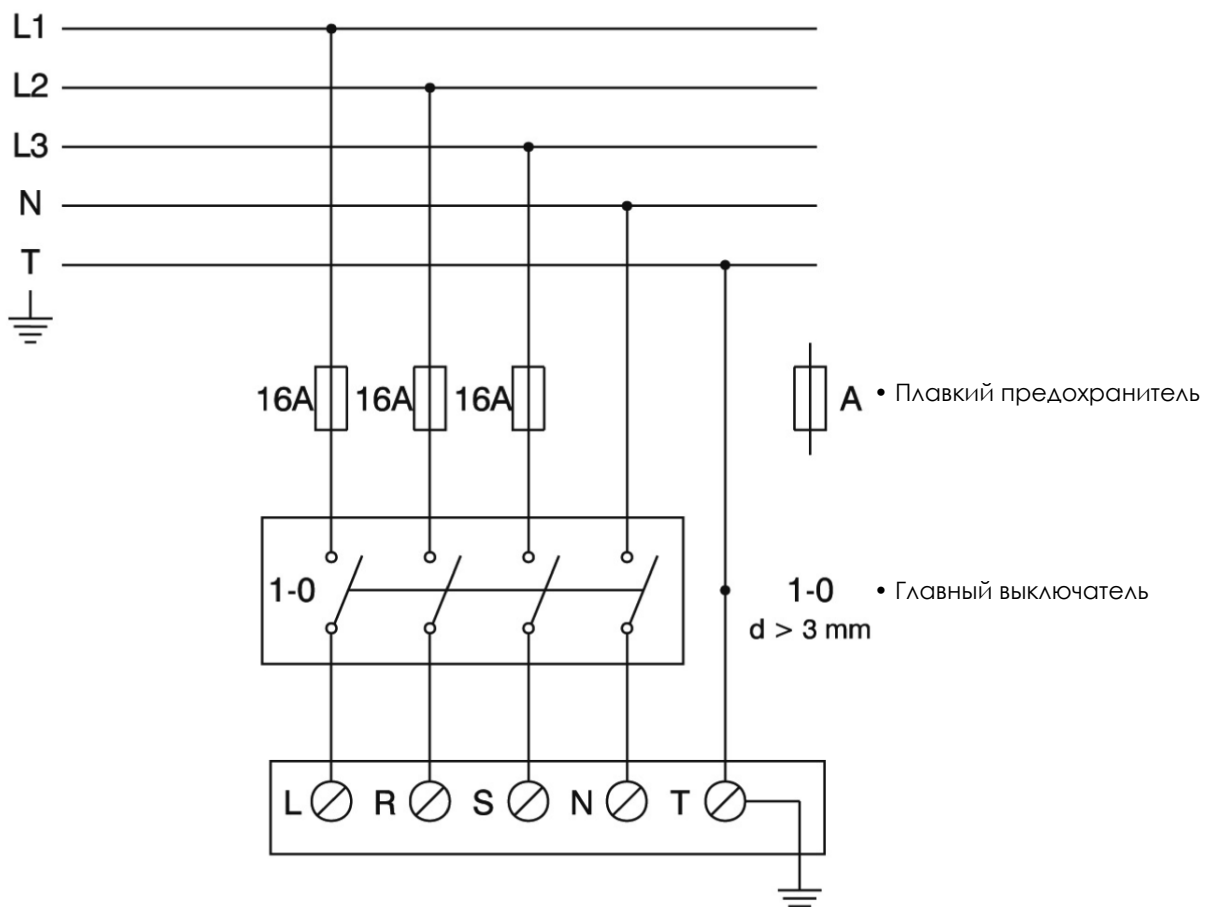 L1
L2
L3
N
T
16A 16A 16A A • Плавкий предохранитель
1-0 1-0 • Главный выключатель
d > 3 mm
L R S N T